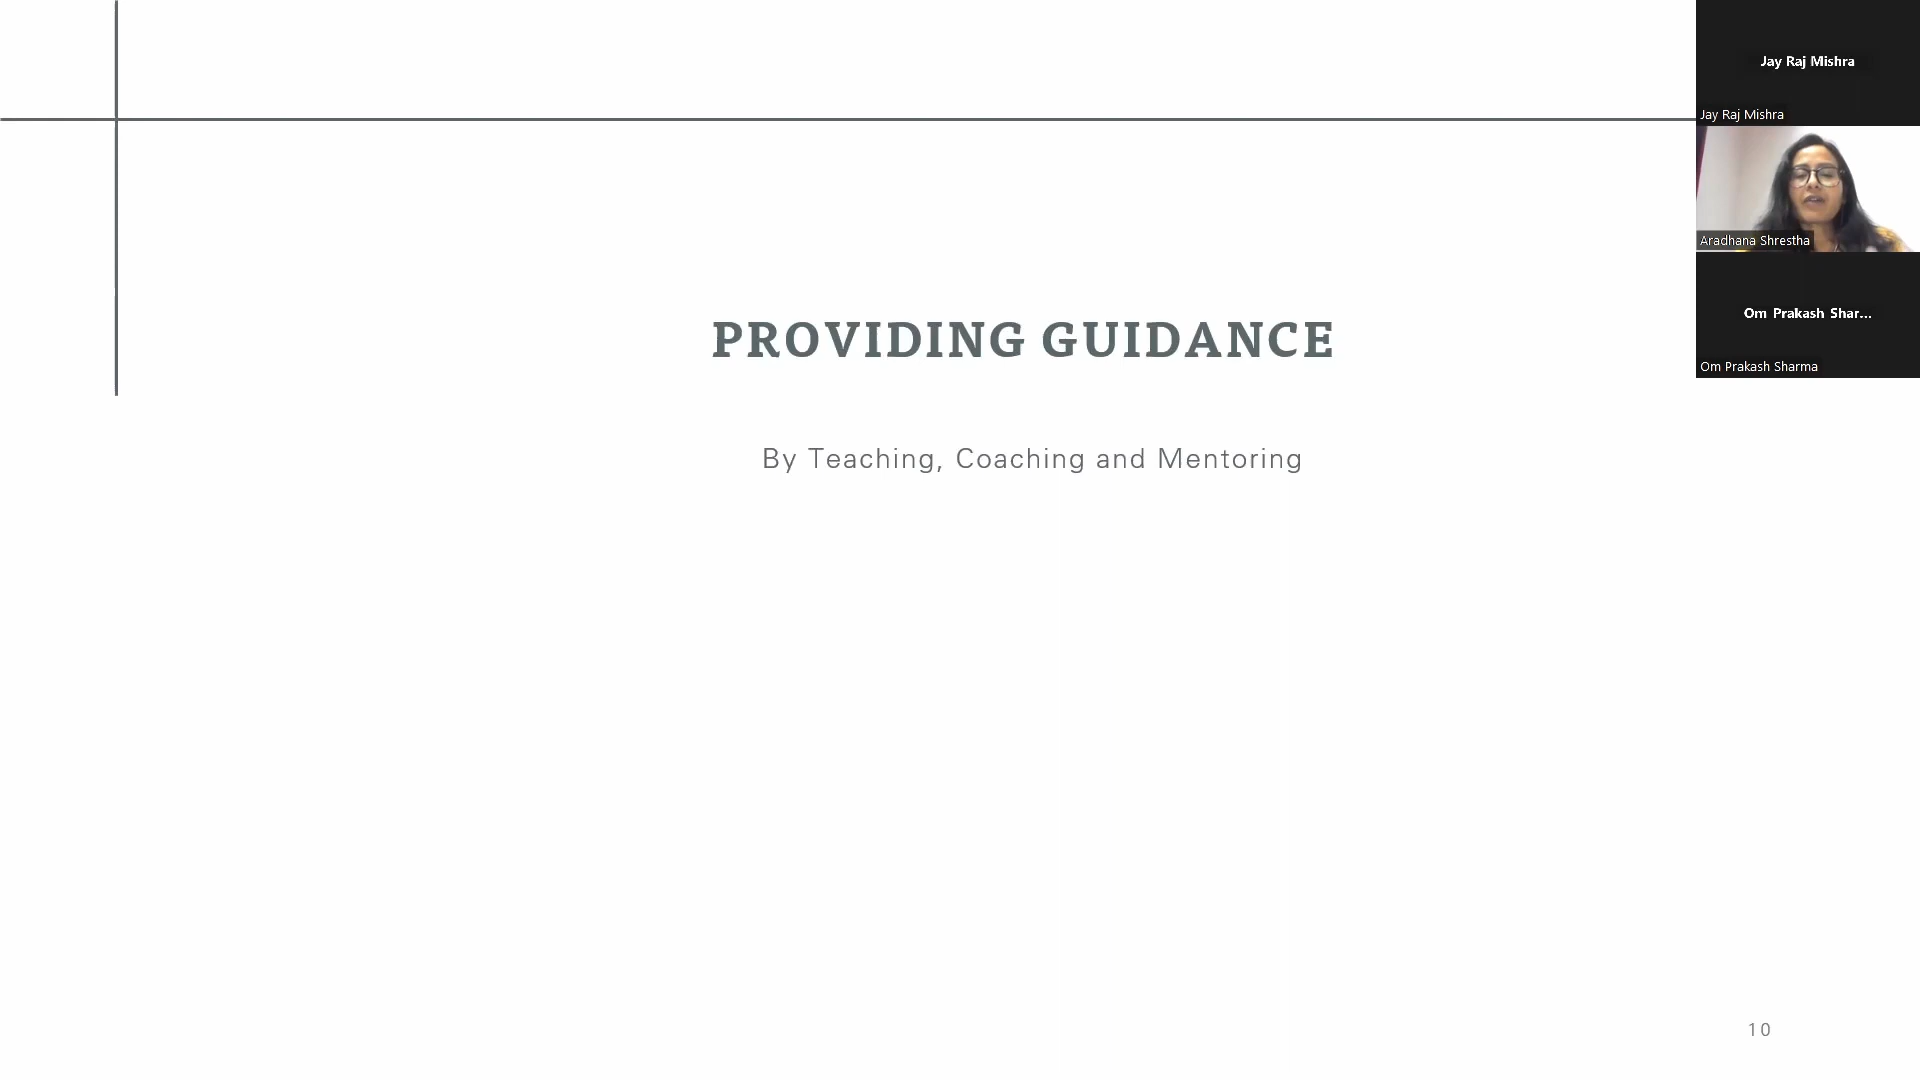 Jay Raj Mishra
Jay Raj Mishra
Aradhana Shrestha
Om Prakash Shar...
Om Prakash Sharma
PROVIDING GUIDANCE
By Teaching, Coaching and Mentoring
10